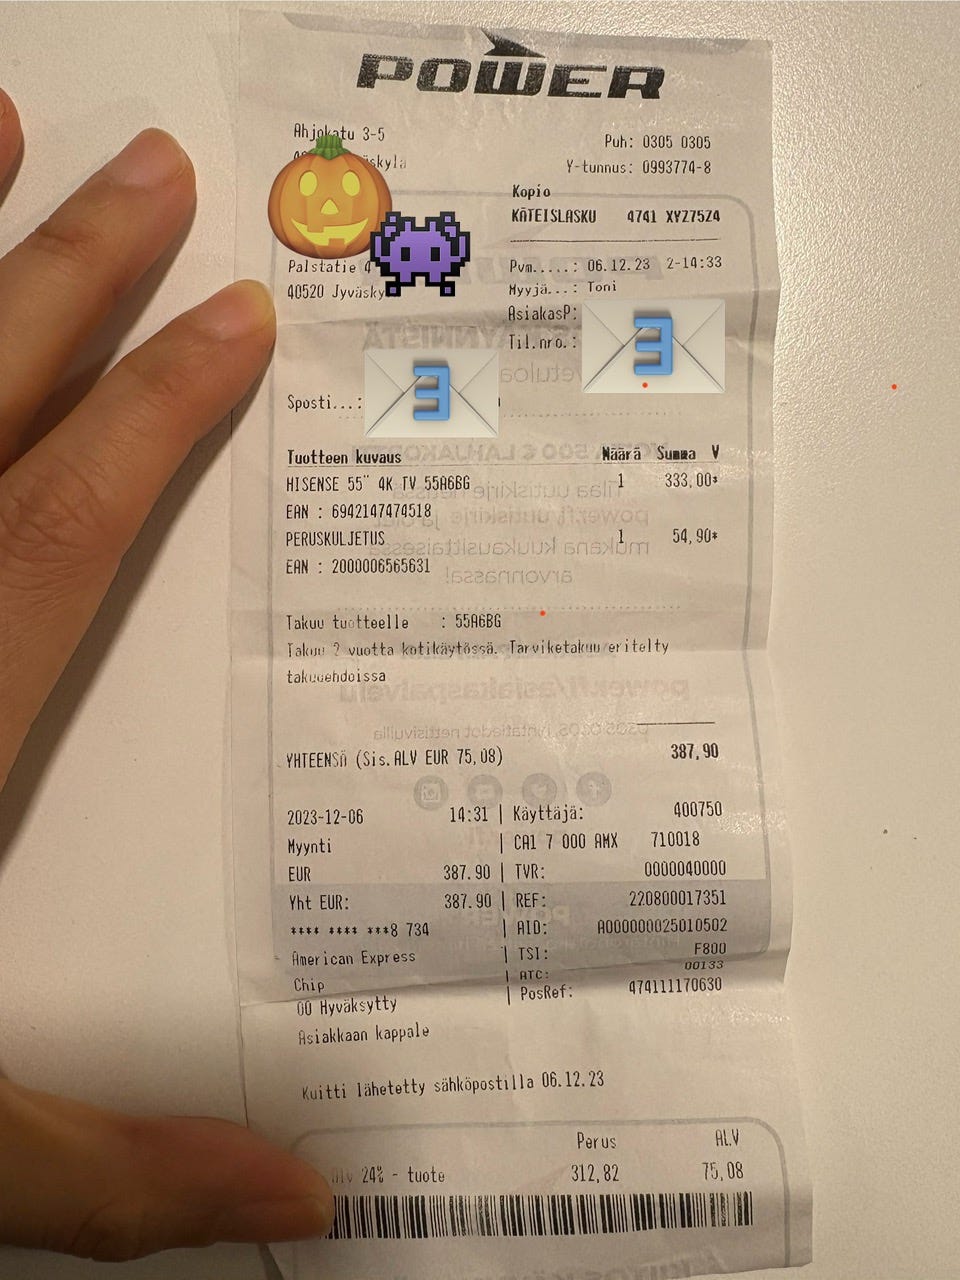 POWER
Ahjokatu 3-5
Puh: 0305 0305
Y-tunnus: 0993774-8
Kopio
KÄTEISLASKU 4741 XYZ75Z4
Palstatie 4
40520 Jyväsky
Pvm.....: 06.12.23 2-14:33
Myyjä...: Toni
AsiakasP:
Til.nro.:
Sposti...:
Tuotteen kuvaus Määrä Summa V
HISENSE 55" 4K TV 55A6BG 1 333,00*
EAN : 6942147474518
PERUSKULJETUS 1 54,90*
EAN : 2000006565631
Takuu tuotteelle : 55A6BG
Takuu 2 vuotta kotikäytössä. Tarviketakuu eritelty
takuuehdoissa
YHTEENSÄ (Sis.ALV EUR 75,08) 387,90
2023-12-06 14:31 | Käyttäjä: 400750
Myynti | CA1 7 000 AMX 710018
EUR 387.90 | TVR: 0000040000
Yht EUR: 387.90 | REF: 220800017351
**** **** ***8 734 | AID: A000000025010502
American Express | TSI: F800
Chip | ATC: 00133
00 Hyväksytty | PosRef: 474111170630
Asiakkaan kappale
Kuitti lähetetty sähköpostilla 06.12.23
Perus ALV
Alv 24% - tuote 312,82 75,08